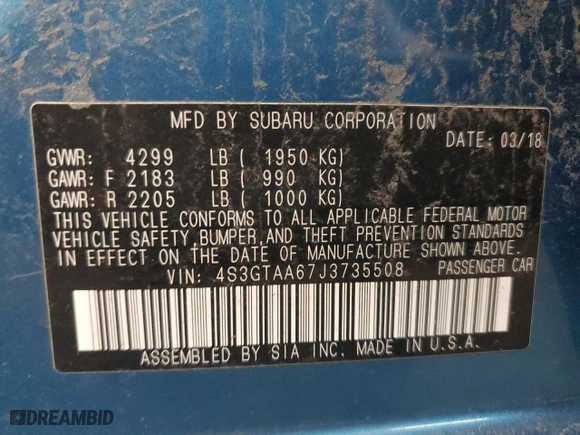 MFD BY SUBARU CORPORATION
DATE: 03/18
GVWR: 4299 LB ( 1950 KG)
GAWR: F 2183 LB ( 990 KG)
GAWR: R 2205 LB ( 1000 KG)
THIS VEHICLE CONFORMS TO ALL APPLICABLE FEDERAL MOTOR
VEHICLE SAFETY, BUMPER, AND THEFT PREVENTION STANDARDS
IN EFFECT ON THE DATE OF MANUFACTURE SHOWN ABOVE.
VIN: 4S3GTAA67J3735508 PASSENGER CAR
ASSEMBLED BY SIA INC. MADE IN U.S.A.
DREAMBID